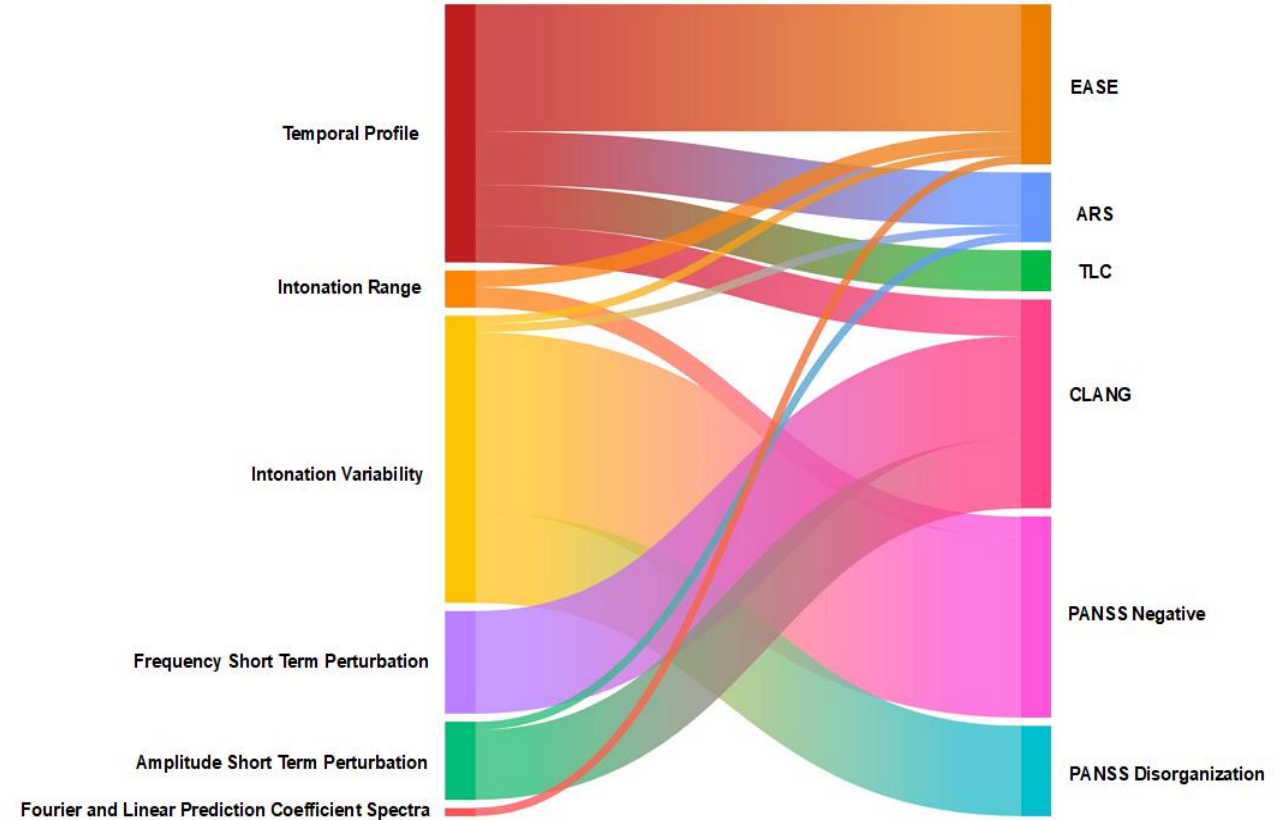 Temporal Profile
Intonation Range
Intonation Variability
Frequency Short Term Perturbation
Amplitude Short Term Perturbation
Fourier and Linear Prediction Coefficient Spectra
EASE
ARS
TLC
CLANG
PANSS Negative
PANSS Disorganization